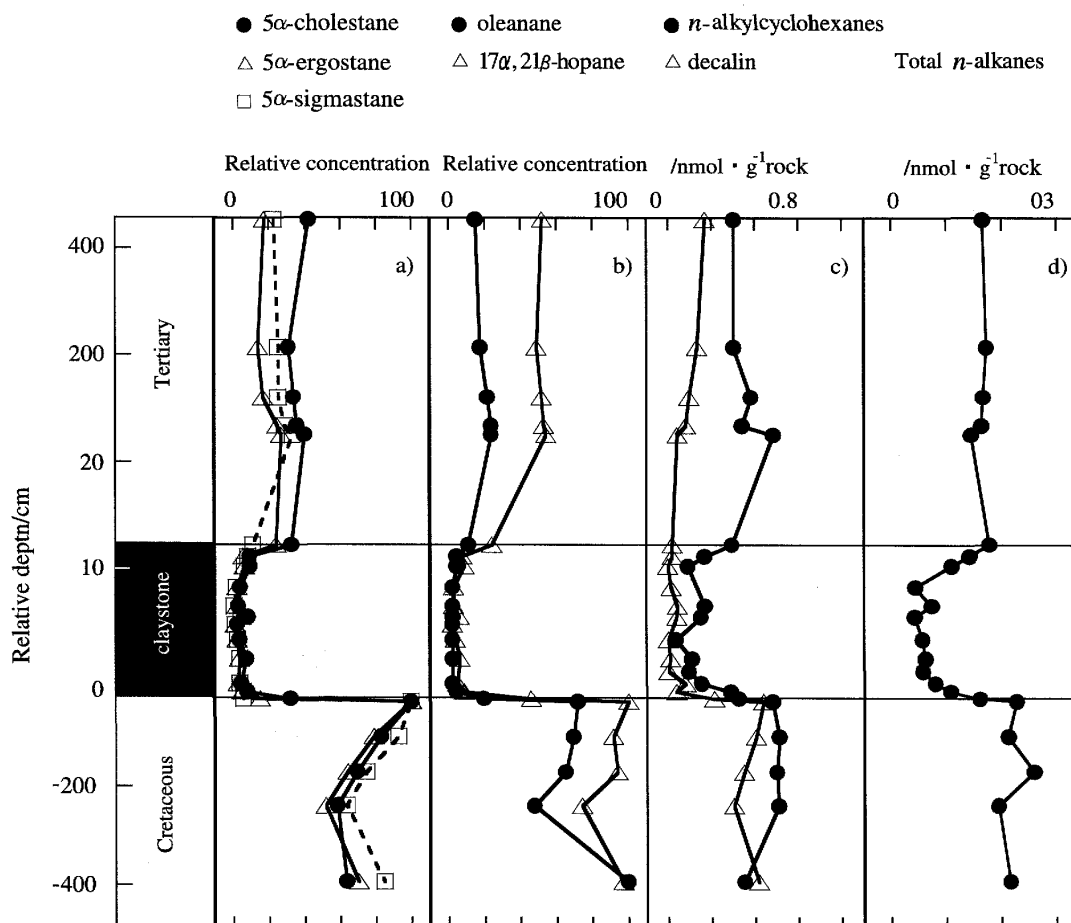 ● 5α-cholestane ● oleanane ● n-alkylcyclohexanes
△ 5α-ergostane △ 17α,21β-hopane △ decalin Total n-alkanes
□ 5α-sigmastane
Relative concentration Relative concentration /nmol · g⁻¹rock /nmol · g⁻¹rock
0 100 0 100 0 0.8 0 03
a) b) c) d)
400
200
20
10
0
-200
-400
Relative deptn/cm
Tertiary
claystone
Cretaceous